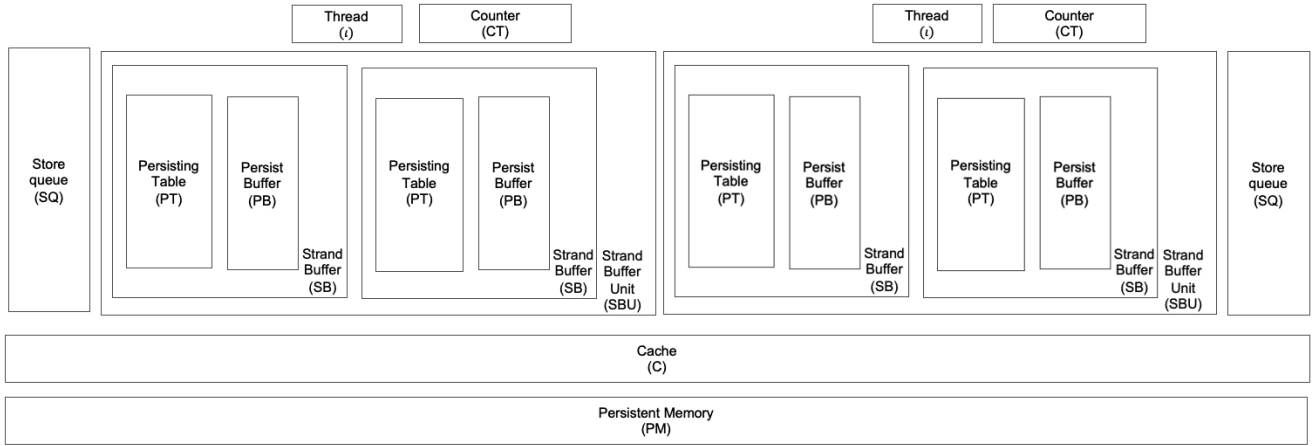 Thread
(ι)
Counter
(CT)
Thread
(ι)
Counter
(CT)
Store
queue
(SQ)
Persisting
Table
(PT)
Persist
Buffer
(PB)
Strand
Buffer
(SB)
Persisting
Table
(PT)
Persist
Buffer
(PB)
Strand
Buffer
(SB)
Strand
Buffer
Unit
(SBU)
Persisting
Table
(PT)
Persist
Buffer
(PB)
Strand
Buffer
(SB)
Persisting
Table
(PT)
Persist
Buffer
(PB)
Strand
Buffer
(SB)
Strand
Buffer
Unit
(SBU)
Store
queue
(SQ)
Cache
(C)
Persistent Memory
(PM)